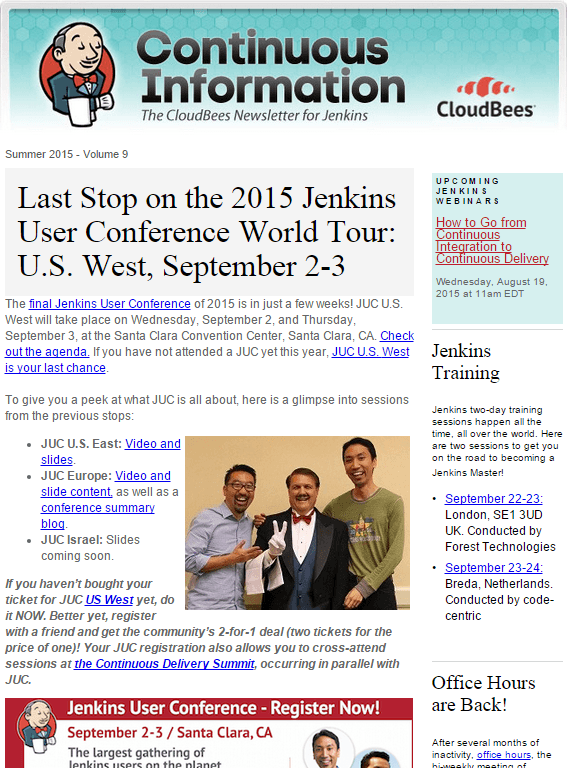 Continuous
Information
The CloudBees Newsletter for Jenkins
CloudBees
Summer 2015 - Volume 9
Last Stop on the 2015 Jenkins
User Conference World Tour:
U.S. West, September 2-3
The final Jenkins User Conference of 2015 is in just a few weeks! JUC U.S.
West will take place on Wednesday, September 2, and Thursday,
September 3, at the Santa Clara Convention Center, Santa Clara, CA. Check
out the agenda. If you have not attended a JUC yet this year, JUC U.S. West
is your last chance.
To give you a peek at what JUC is all about, here is a glimpse into sessions
from the previous stops:
• JUC U.S. East: Video and
slides.
• JUC Europe: Video and
slide content, as well as a
conference summary
blog.
• JUC Israel: Slides
coming soon.
If you haven't bought your
ticket for JUC US West yet, do
it NOW. Better yet, register
with a friend and get the community's 2-for-1 deal (two tickets for the
price of one)! Your JUC registration also allows you to cross-attend
sessions at the Continuous Delivery Summit, occurring in parallel with
JUC.
Jenkins User Conference - Register Now!
September 2-3 / Santa Clara, CA
The largest gathering of
Jenkins users on the planet
UPCOMING
JENKINS
WEBINARS
How to Go from
Continuous
Integration to
Continuous Delivery
Wednesday, August 19,
2015 at 11am EDT
Jenkins
Training
Jenkins two-day training
sessions happen all the
time, all over the world. Here
are two sessions to get you
on the road to becoming a
Jenkins Master!
• September 22-23:
London, SE1 3UD
UK. Conducted by
Forest Technologies
• September 23-24:
Breda, Netherlands.
Conducted by code-
centric
Office Hours
are Back!
After several months of
inactivity, office hours, the
bi-weekly meeting of